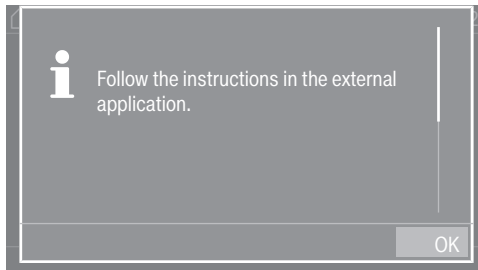 Follow the instructions in the external
application.
OK